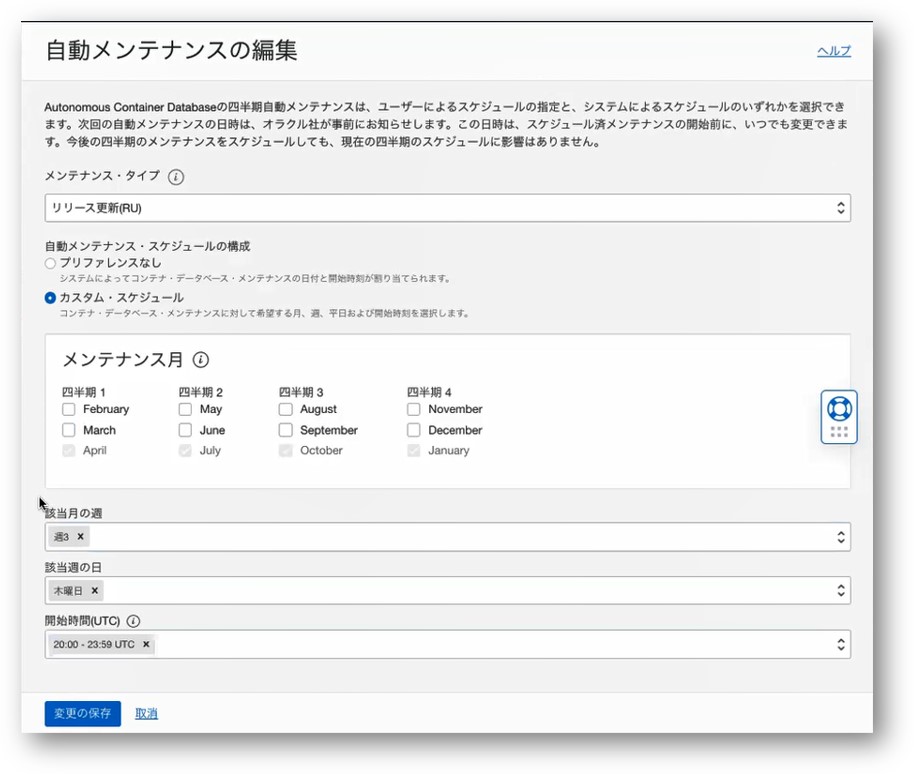 自動メンテナンスの編集
ヘルプ
Autonomous Container Databaseの四半期自動メンテナンスは、ユーザーによるスケジュールの指定と、システムによるスケジュールのいずれかを選択でき
ます。次回の自動メンテナンスの日時は、オラクル社が事前にお知らせします。この日時は、スケジュール済メンテナンスの開始前に、いつでも変更できま
す。今後の四半期のメンテナンスをスケジュールしても、現在の四半期のスケジュールに影響はありません。
メンテナンス・タイプ
リリース更新(RU)
自動メンテナンス・スケジュールの構成
プリファレンスなし
システムによってコンテナ・データベース・メンテナンスの日付と開始時刻が割り当てられます。
カスタム・スケジュール
コンテナ・データベース・メンテナンスに対して希望する月、週、平日および開始時刻を選択します。
メンテナンス月
四半期 1 四半期 2 四半期 3 四半期 4
February May August November
March June September December
April July October January
該当月の週
週3 ×
該当週の日
木曜日 ×
開始時間(UTC)
20:00 - 23:59 UTC ×
変更の保存 取消